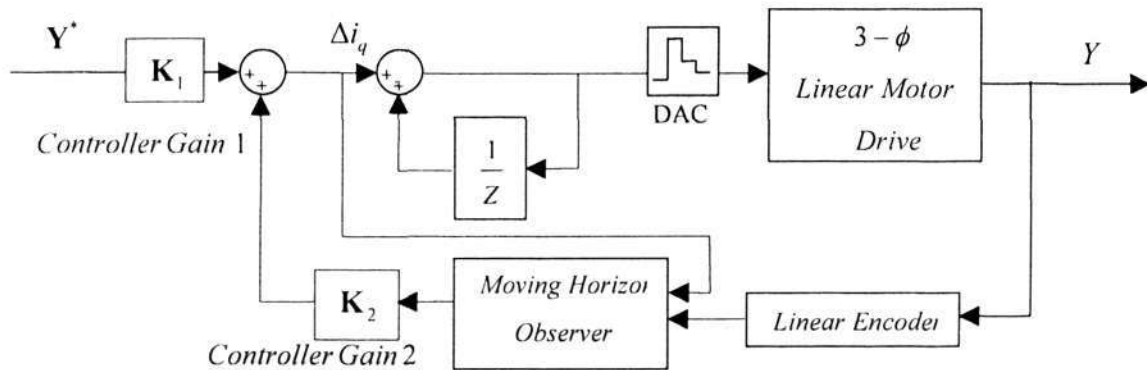 Y*
K₁
+
+
Δi_q
+
+
DAC
3 – ϕ
Linear Motor
Drive
Y
Controller Gain 1
1
Z
K₂
Controller Gain 2
Moving Horizon
Observer
Linear Encoder